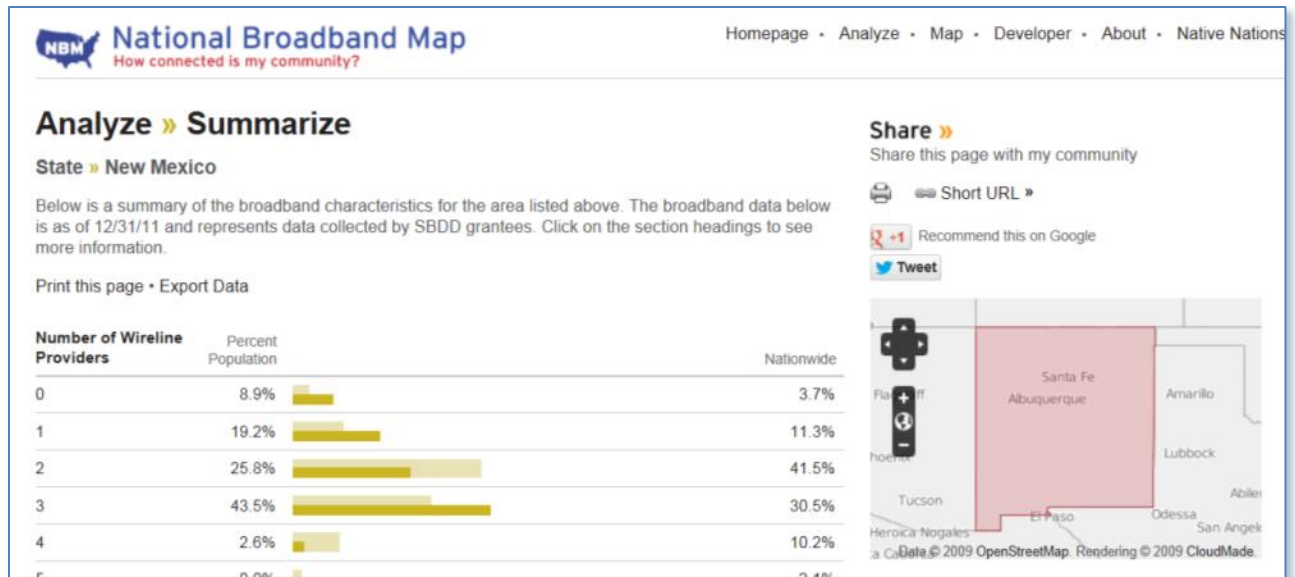 NBM
National Broadband Map
How connected is my community?
Homepage • Analyze • Map • Developer • About • Native Nations
Analyze » Summarize
State » New Mexico
Below is a summary of the broadband characteristics for the area listed above. The broadband data below
is as of 12/31/11 and represents data collected by SBDD grantees. Click on the section headings to see
more information.
Print this page • Export Data
Number of Wireline
Providers
Percent
Population
Nationwide
0 8.9% 3.7%
1 19.2% 11.3%
2 25.8% 41.5%
3 43.5% 30.5%
4 2.6% 10.2%
Share »
Share this page with my community
Short URL »
+1 Recommend this on Google
Tweet
Santa Fe
Albuquerque
Amarillo
Lubbock
Tucson
El Paso
Odessa
San Angel
Heroica Nogales
Data © 2009 OpenStreetMap. Rendering © 2009 CloudMade.